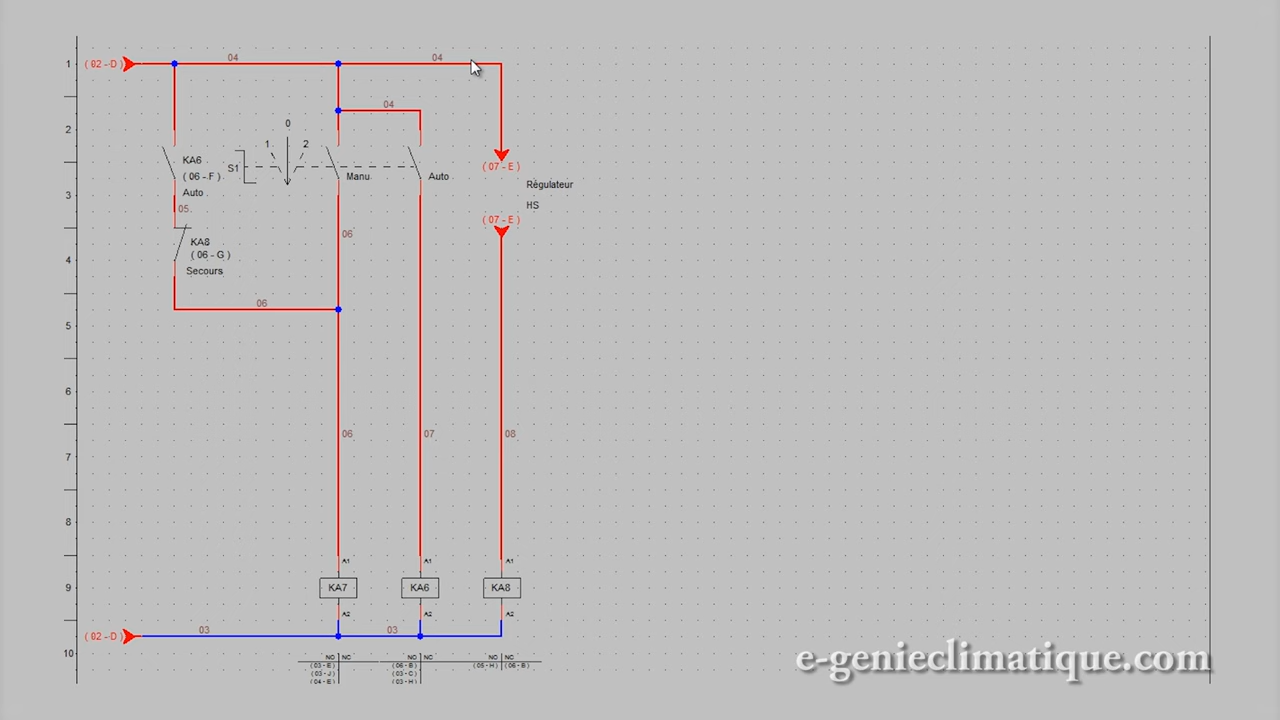 1 ( 02 -D ) 04 04
04
2 0
1 2
KA6
( 06 - F ) S1 Manu Auto ( 07 - E )
Auto Régulateur
3 05 HS
( 07 - E )
KA8 06
( 06 - G )
4 Secours
06
5
6
06 07 08
7
8
A1 A1 A1
9 KA7 KA6 KA8
A2 A2 A2
( 02 -D ) 03 03
10 NO NC NO NC NO NC
( 03 - E ) ( 06 - B ) ( 05 - H ) ( 06 - B )
( 03 - J ) ( 03 - C )
( 04 - E ) ( 03 - H )
e-genieclimatique.com